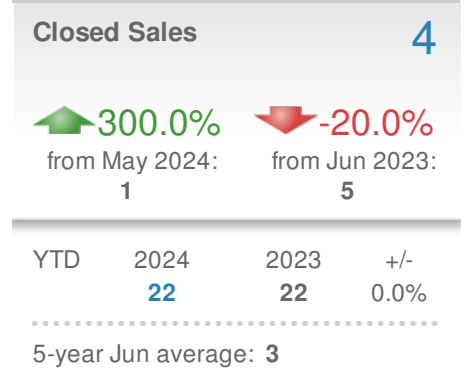 Closed Sales 4
300.0% -20.0%
from May 2024: from Jun 2023:
1 5
YTD 2024 2023 +/-
22 22 0.0%
5-year Jun average: 3